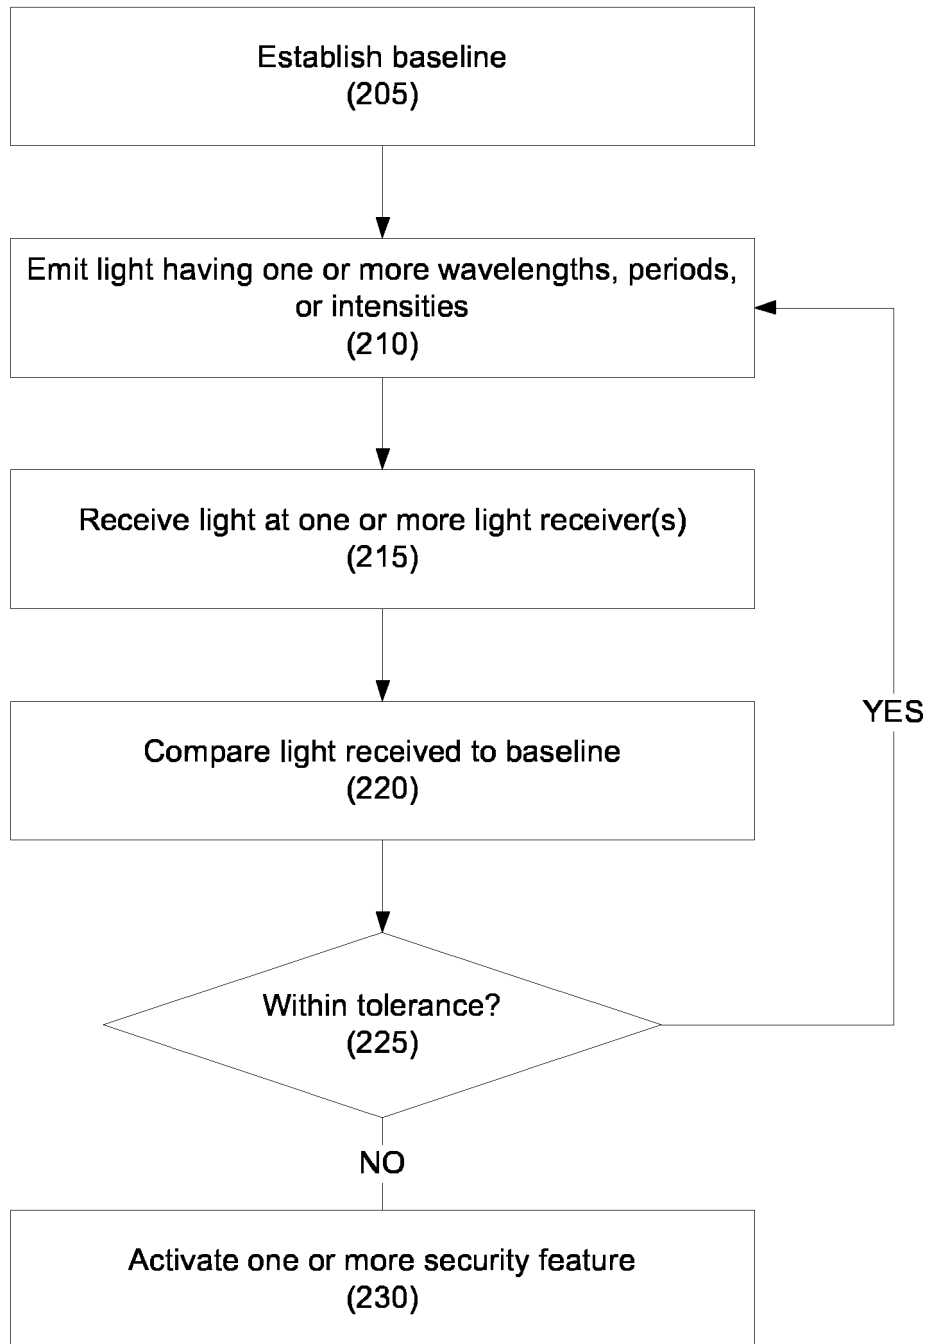 Establish baseline
(205)
Emit light having one or more wavelengths, periods,
or intensities
(210)
Receive light at one or more light receiver(s)
(215)
YES
Compare light received to baseline
(220)
Within tolerance?
(225)
NO
Activate one or more security feature
(230)